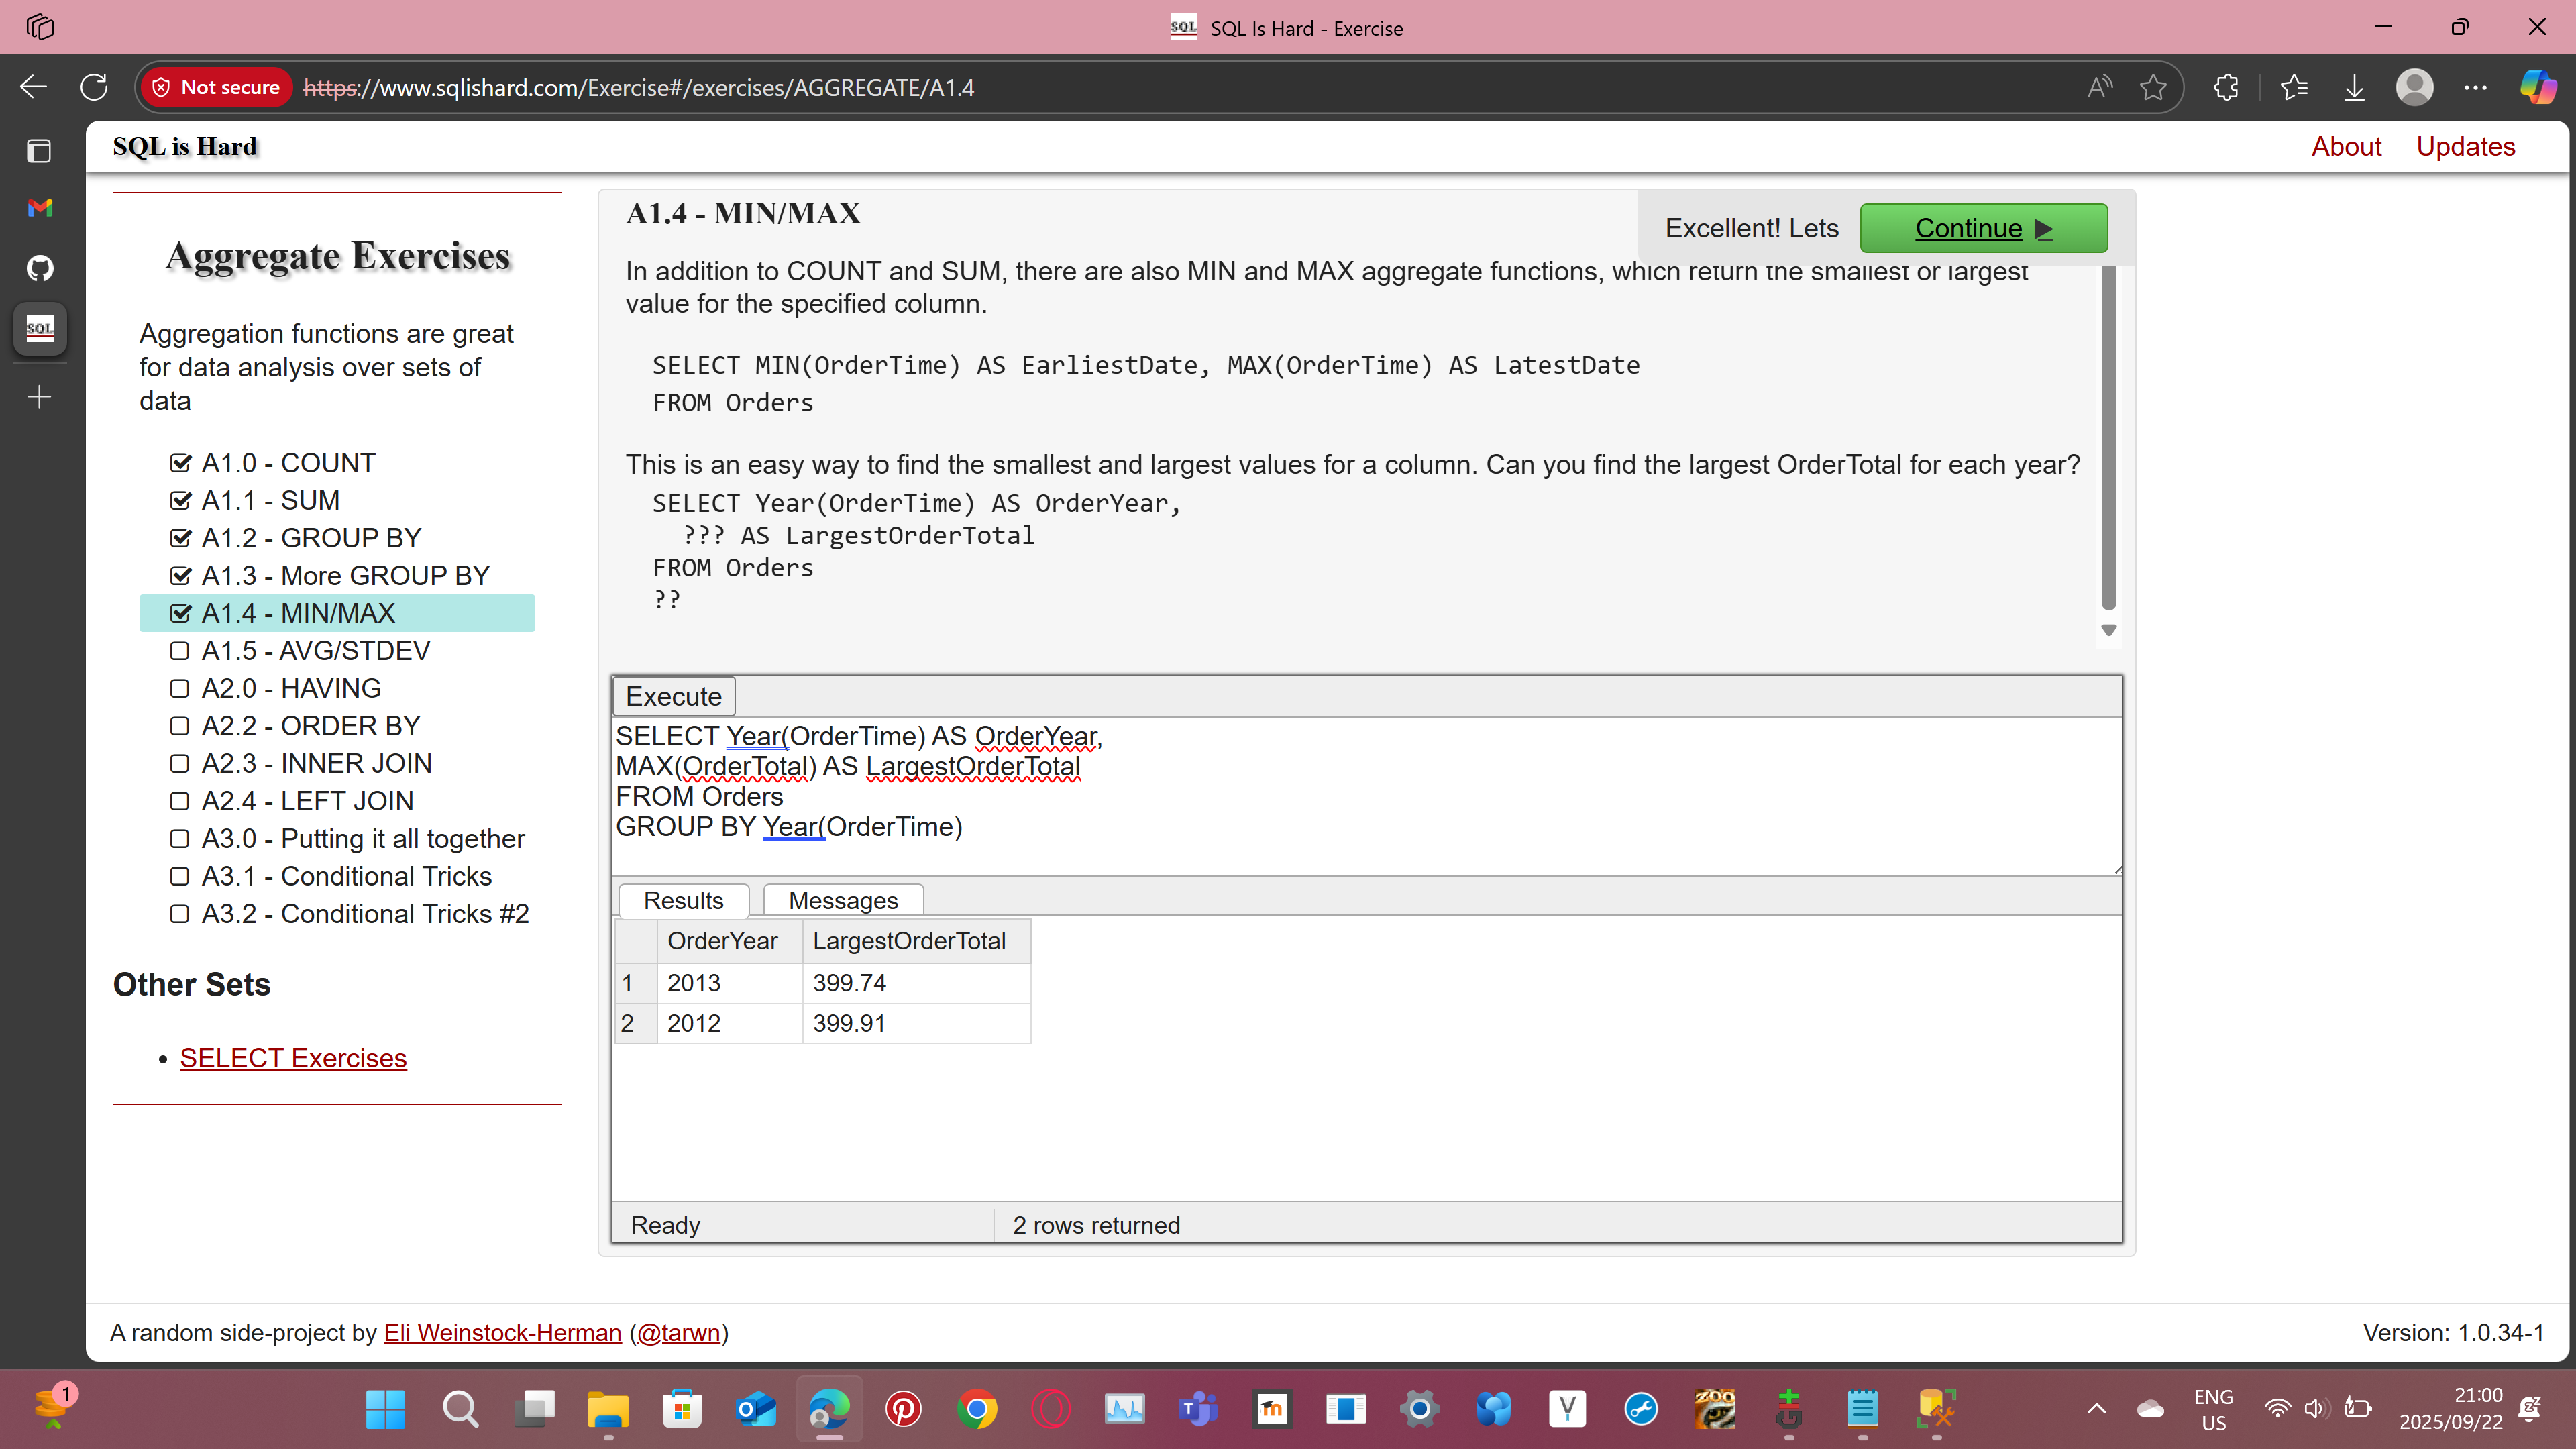 SQL Is Hard - Exercise
Not secure https://www.sqlishard.com/Exercise#/exercises/AGGREGATE/A1.4
SQL is Hard
About Updates
Aggregate Exercises
Aggregation functions are great
for data analysis over sets of
data
A1.0 - COUNT
A1.1 - SUM
A1.2 - GROUP BY
A1.3 - More GROUP BY
A1.4 - MIN/MAX
A1.5 - AVG/STDEV
A2.0 - HAVING
A2.2 - ORDER BY
A2.3 - INNER JOIN
A2.4 - LEFT JOIN
A3.0 - Putting it all together
A3.1 - Conditional Tricks
A3.2 - Conditional Tricks #2
Other Sets
SELECT Exercises
A1.4 - MIN/MAX
Excellent! Lets Continue
In addition to COUNT and SUM, there are also MIN and MAX aggregate functions, which return the smallest or largest
value for the specified column.
SELECT MIN(OrderTime) AS EarliestDate, MAX(OrderTime) AS LatestDate
FROM Orders
This is an easy way to find the smallest and largest values for a column. Can you find the largest OrderTotal for each year?
SELECT Year(OrderTime) AS OrderYear,
??? AS LargestOrderTotal
FROM Orders
??
Execute
SELECT Year(OrderTime) AS OrderYear,
MAX(OrderTotal) AS LargestOrderTotal
FROM Orders
GROUP BY Year(OrderTime)
Results Messages
OrderYear LargestOrderTotal
1 2013 399.74
2 2012 399.91
Ready 2 rows returned
A random side-project by Eli Weinstock-Herman (@tarwn)
Version: 1.0.34-1
1
ENG
US
21:00
2025/09/22